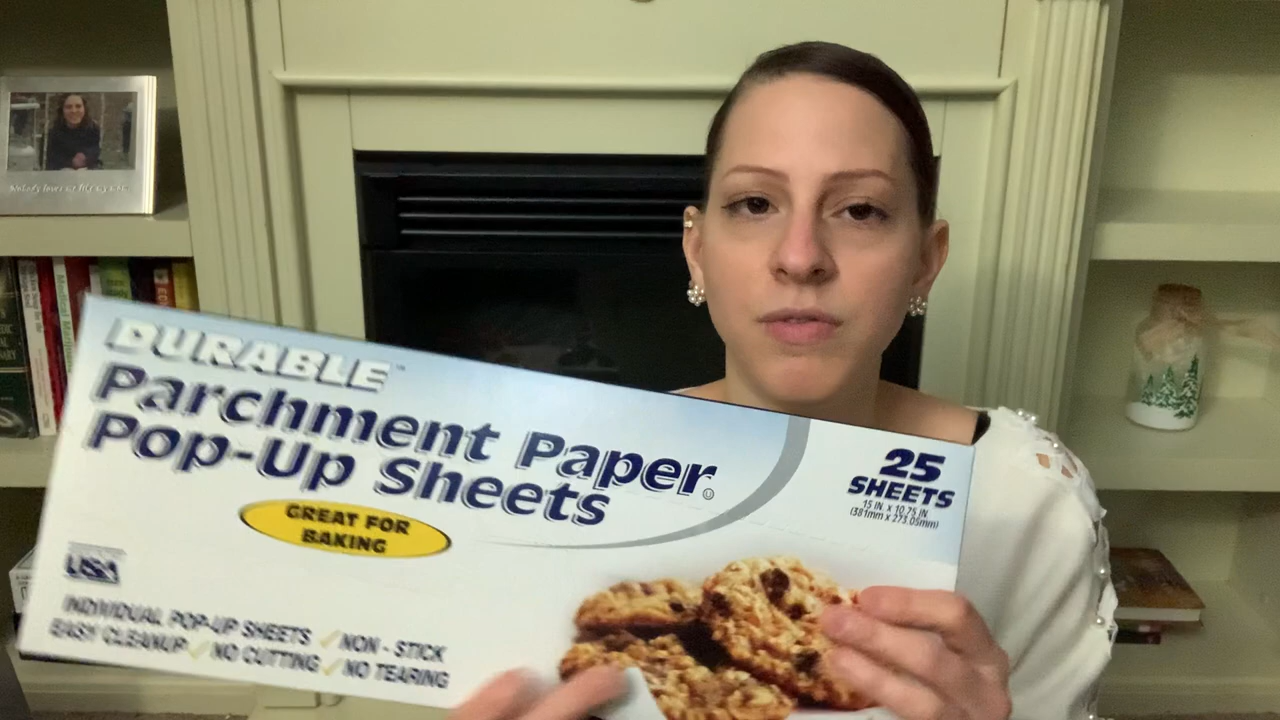 DURABLE™
Parchment Paper®
Pop-Up Sheets
GREAT FOR
BAKING
25
SHEETS
15 IN. x 10.75 IN.
(381mm x 273.05mm)
USA
INDIVIDUAL POP-UP SHEETS ✓ NON - STICK
EASY CLEANUP ✓ NO CUTTING ✓ NO TEARING